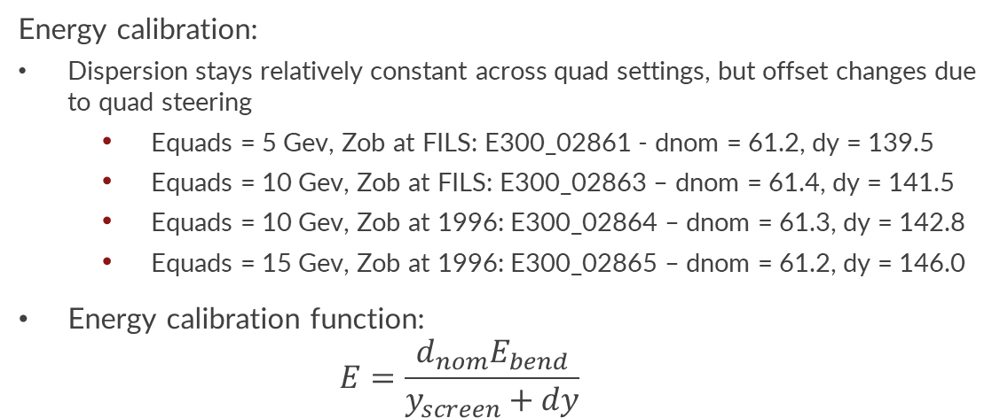 Energy calibration:
• Dispersion stays relatively constant across quad settings, but offset changes due
to quad steering
• Equads = 5 Gev, Zob at FILS: E300_02861 - dnom = 61.2, dy = 139.5
• Equads = 10 Gev, Zob at FILS: E300_02863 – dnom = 61.4, dy = 141.5
• Equads = 10 Gev, Zob at 1996: E300_02864 – dnom = 61.3, dy = 142.8
• Equads = 15 Gev, Zob at 1996: E300_02865 – dnom = 61.2, dy = 146.0
• Energy calibration function:
E = \frac{d_{nom}E_{bend}}{y_{screen} + dy}